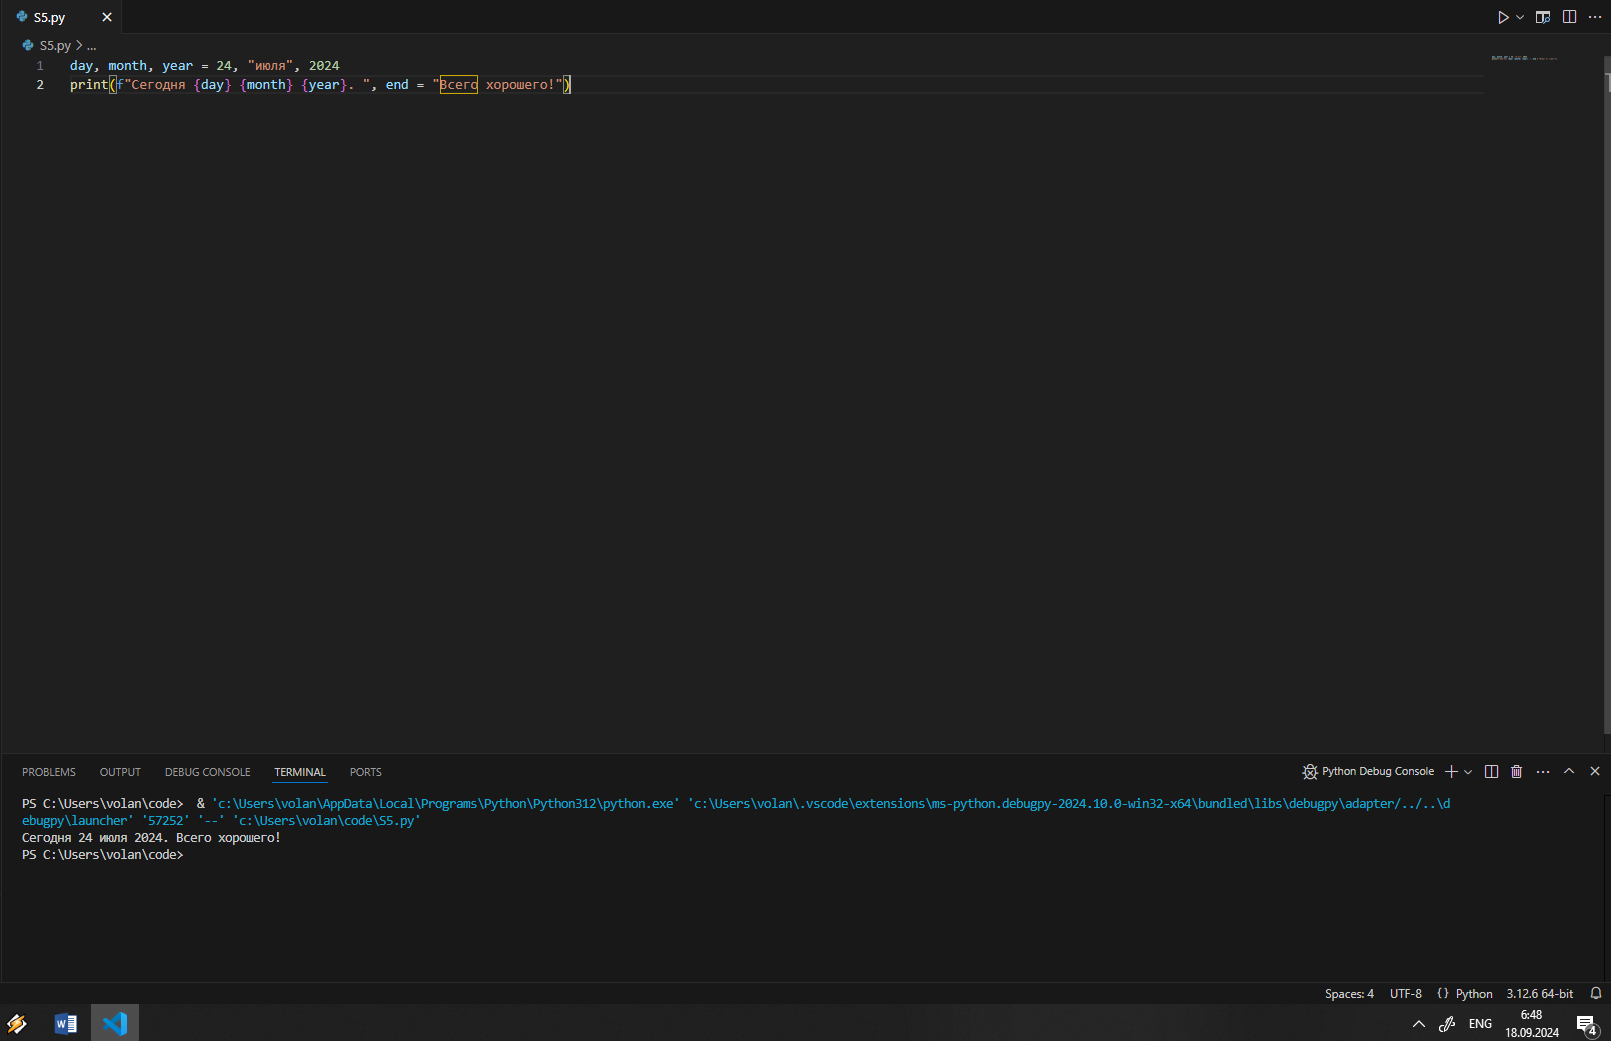 S5.py
S5.py > ...
1 day, month, year = 24, "июля", 2024
2 print(f"Сегодня {day} {month} {year}. ", end = "Всего хорошего!")
PROBLEMS OUTPUT DEBUG CONSOLE TERMINAL PORTS Python Debug Console
PS C:\Users\volan\code>  & 'c:\Users\volan\AppData\Local\Programs\Python\Python312\python.exe' 'c:\Users\volan\.vscode\extensions\ms-python.debugpy-2024.10.0-win32-x64\bundled\libs\debugpy\adapter/../..\d
ebugpy\launcher' '57252' '--' 'c:\Users\volan\code\S5.py'
Сегодня 24 июля 2024. Всего хорошего!
PS C:\Users\volan\code>
Spaces: 4 UTF-8 {} Python 3.12.6 64-bit
W ENG 6:48
18.09.2024 4